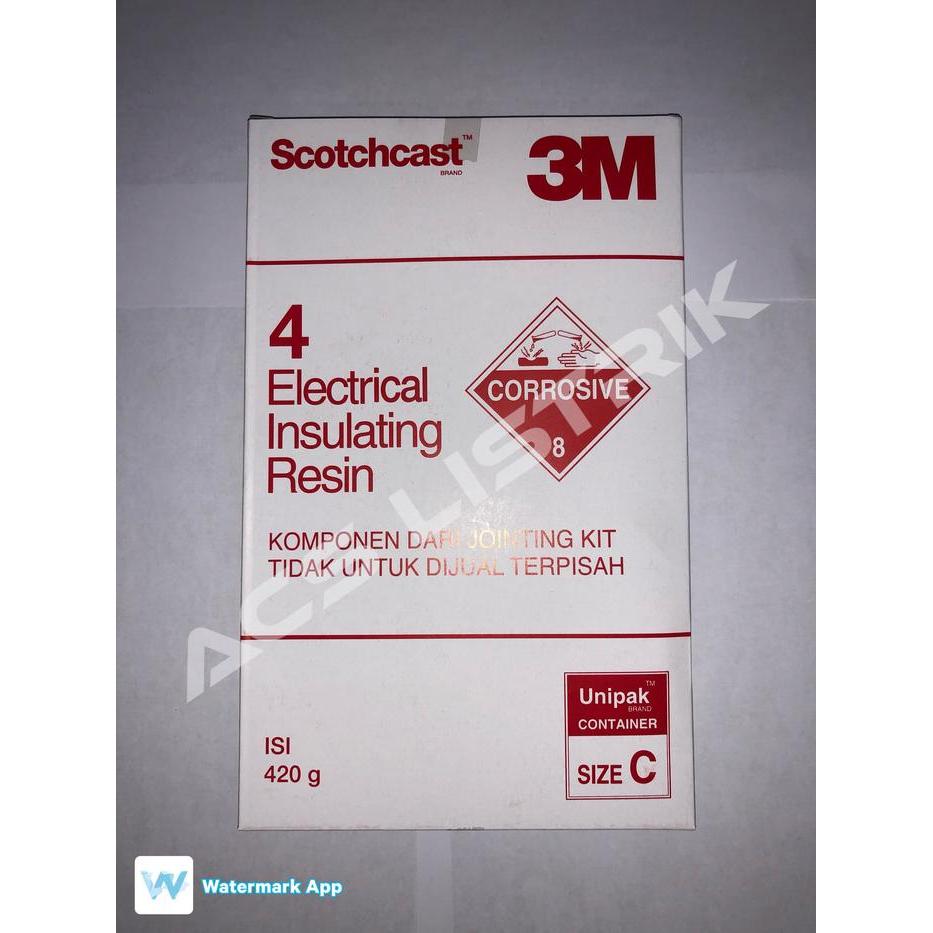 Scotchcast™
BRAND
3M
4
Electrical
Insulating
Resin
CORROSIVE
8
KOMPONEN DARI JOINTING KIT
TIDAK UNTUK DIJUAL TERPISAH
ACS LISTRIK
ISI
420 g
Unipak™
BRAND
CONTAINER
SIZE C
Watermark App